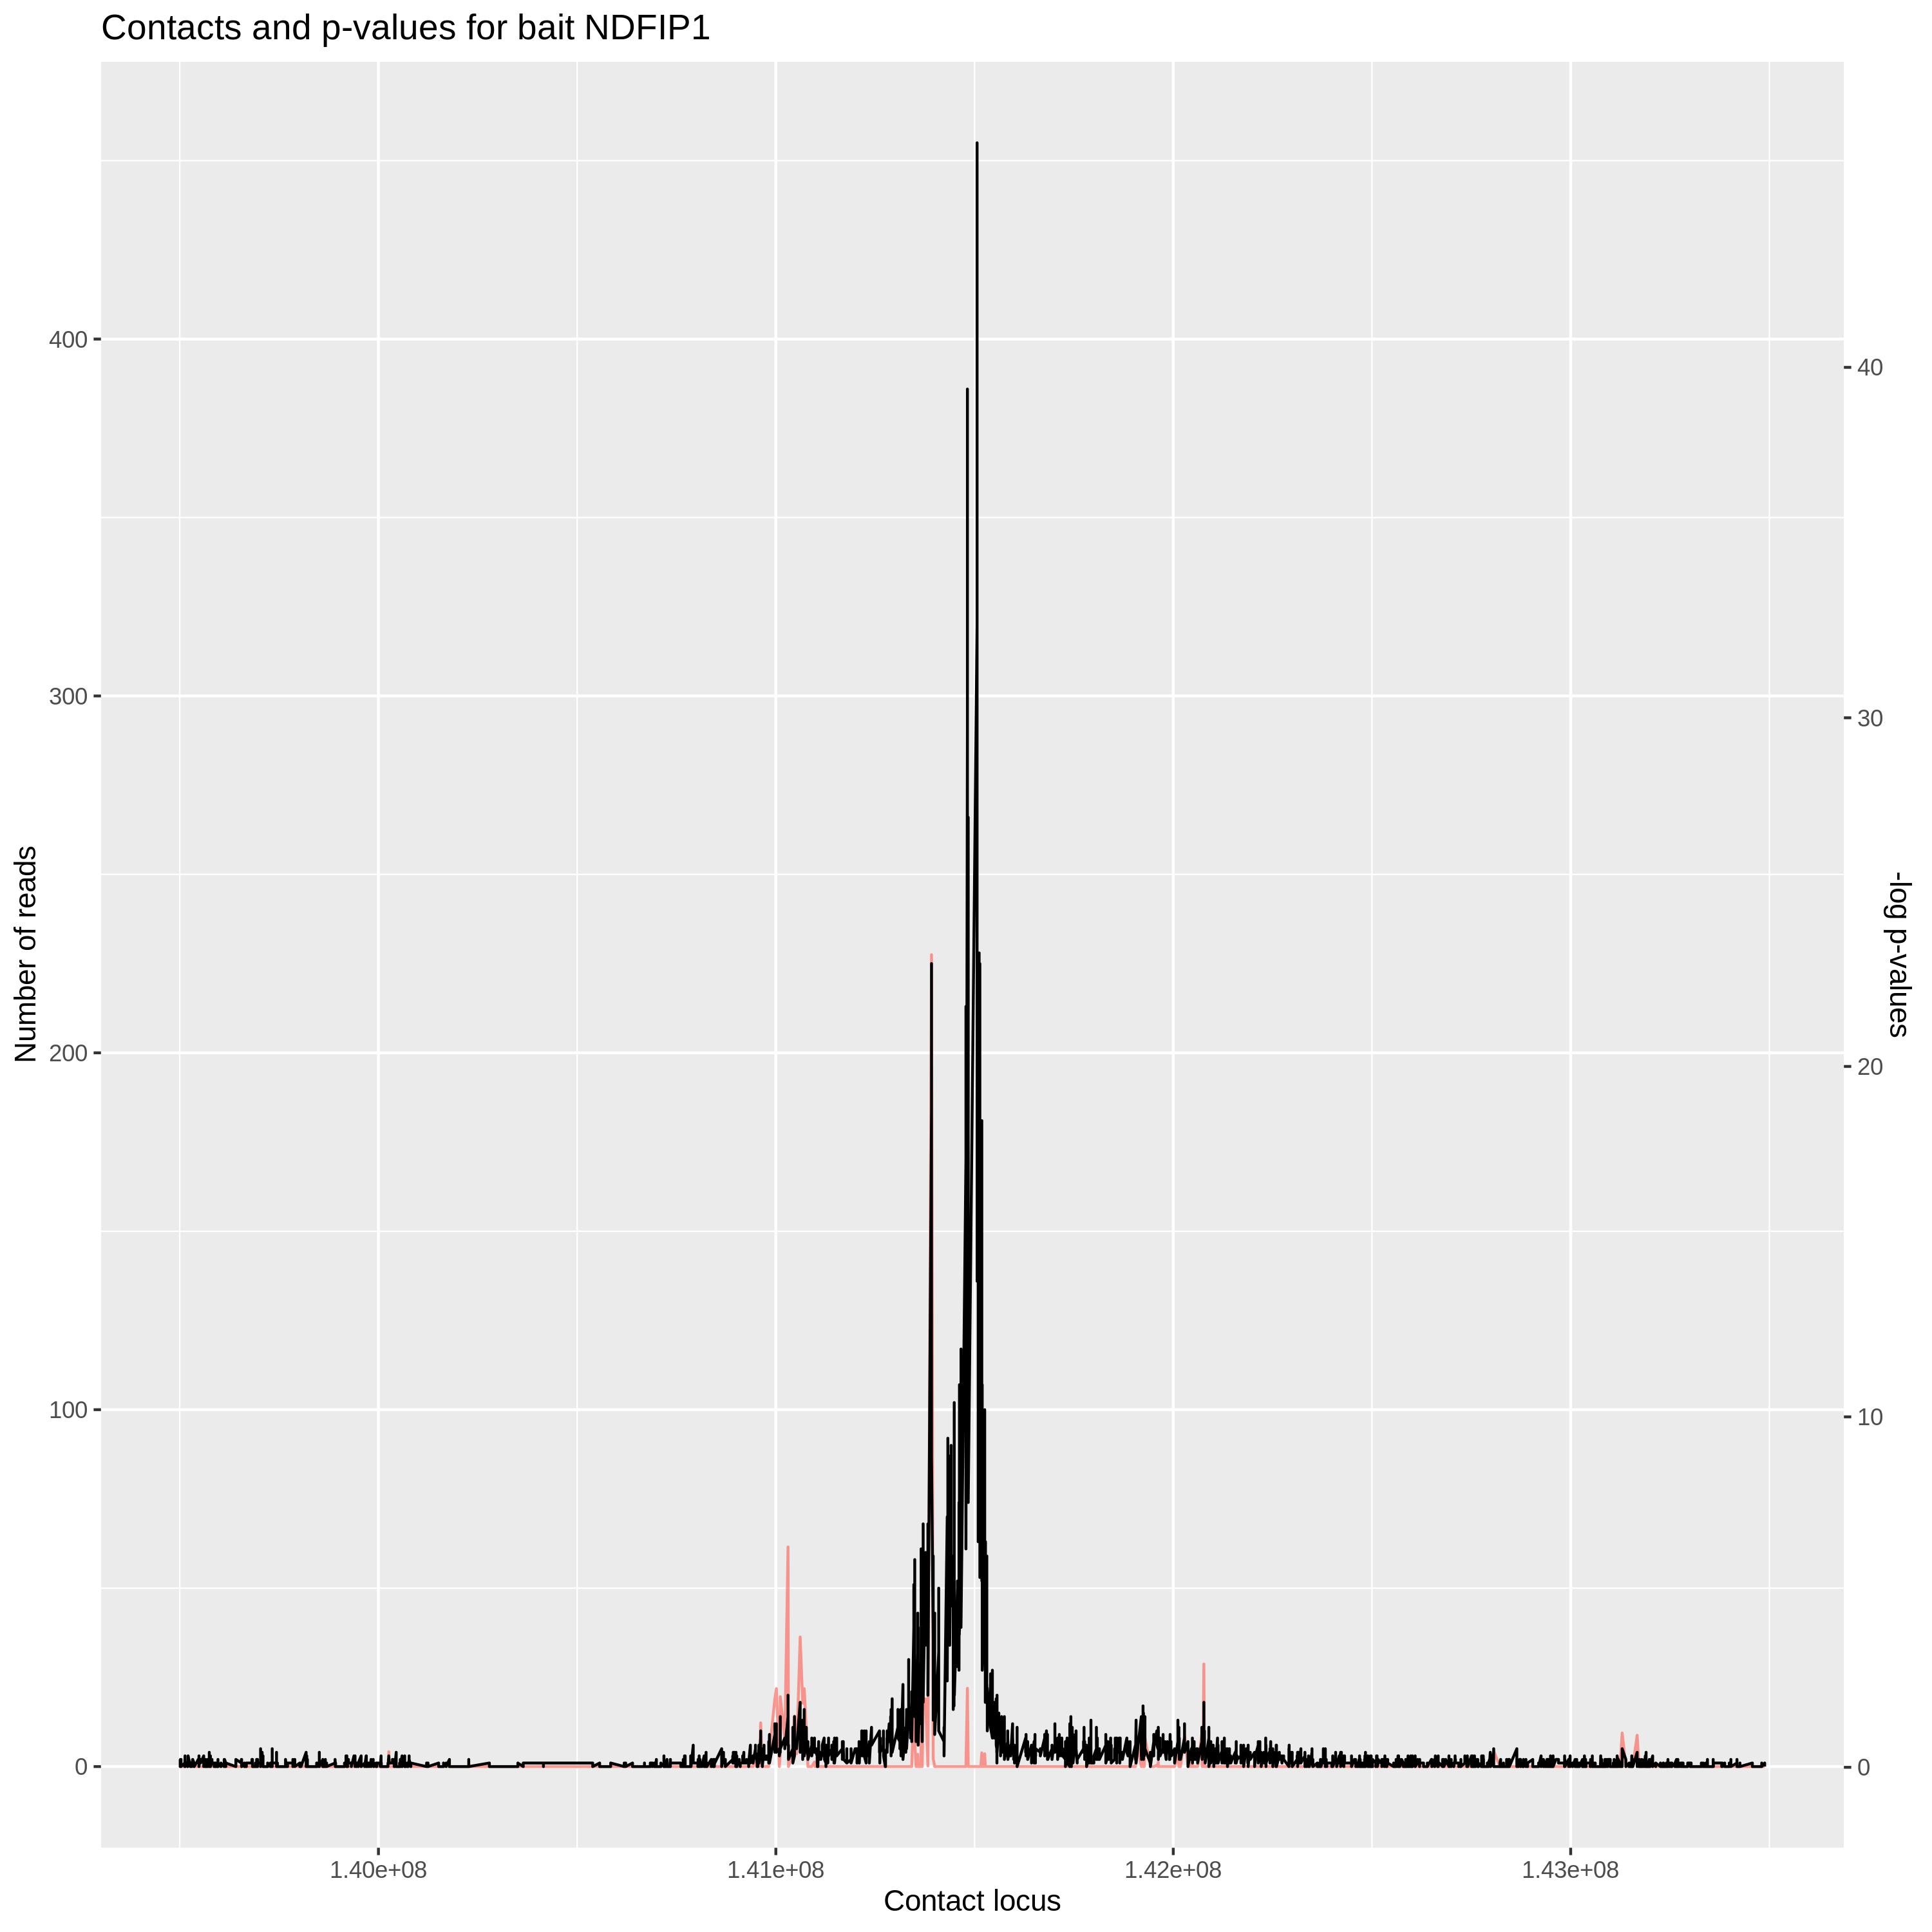 Contacts and p-values for bait NDFIP1
Number of reads
400
300
200
100
0
40
30
20
10
0
-log p-values
1.40e+08
1.41e+08
1.42e+08
1.43e+08
Contact locus